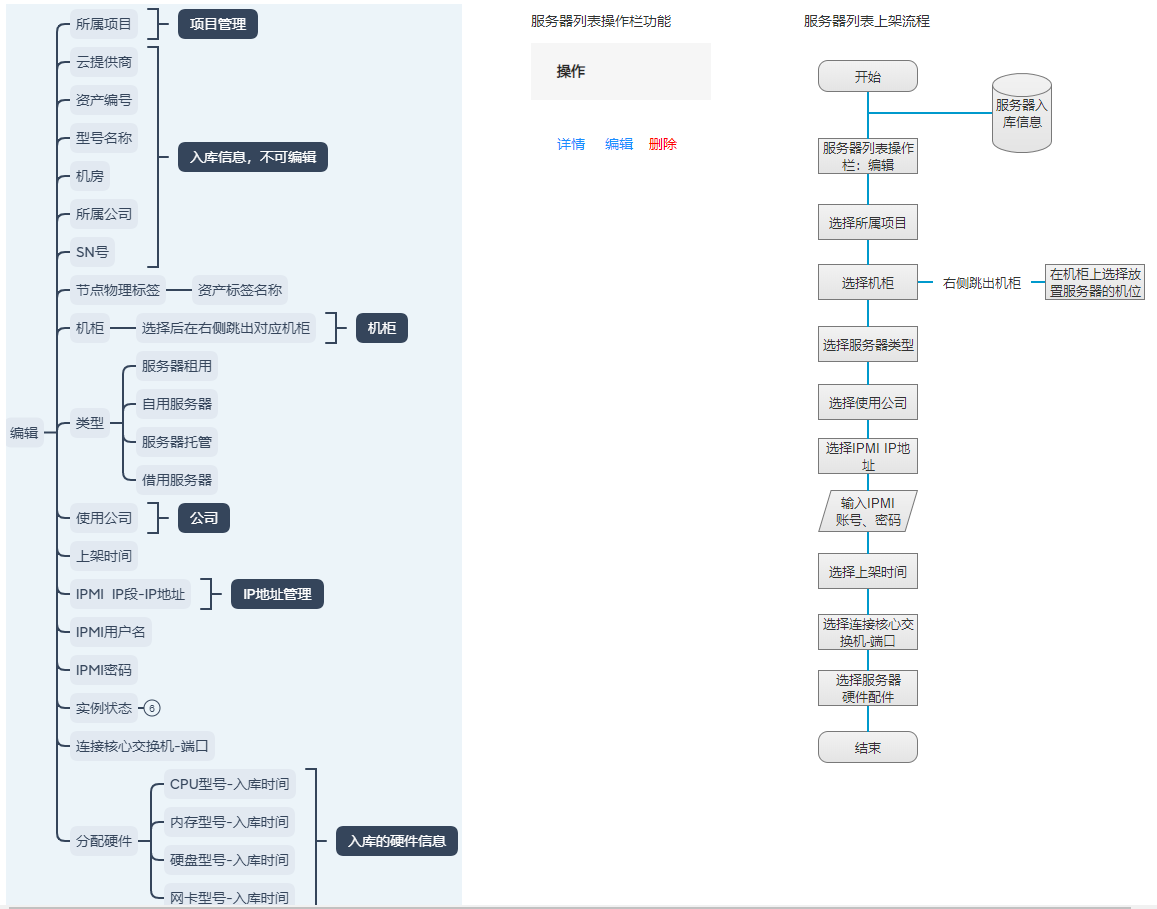 编辑
所属项目
项目管理
云提供商
资产编号
型号名称
机房
所属公司
SN号
入库信息，不可编辑
节点物理标签
资产标签名称
机柜
选择后在右侧跳出对应机柜
机柜
类型
服务器租用
自用服务器
服务器托管
借用服务器
使用公司
公司
上架时间
IPMI IP段-IP地址
IP地址管理
IPMI用户名
IPMI密码
实例状态
6
连接核心交换机-端口
分配硬件
CPU型号-入库时间
内存型号-入库时间
硬盘型号-入库时间
网卡型号-入库时间
入库的硬件信息
服务器列表操作栏功能
操作
详情 编辑 删除
服务器列表上架流程
开始
服务器入
库信息
服务器列表操作
栏：编辑
选择所属项目
选择机柜
右侧跳出机柜
在机柜上选择放
置服务器的机位
选择服务器类型
选择使用公司
选择IPMI IP地
址
输入IPMI
账号、密码
选择上架时间
选择连接核心交
换机-端口
选择服务器
硬件配件
结束